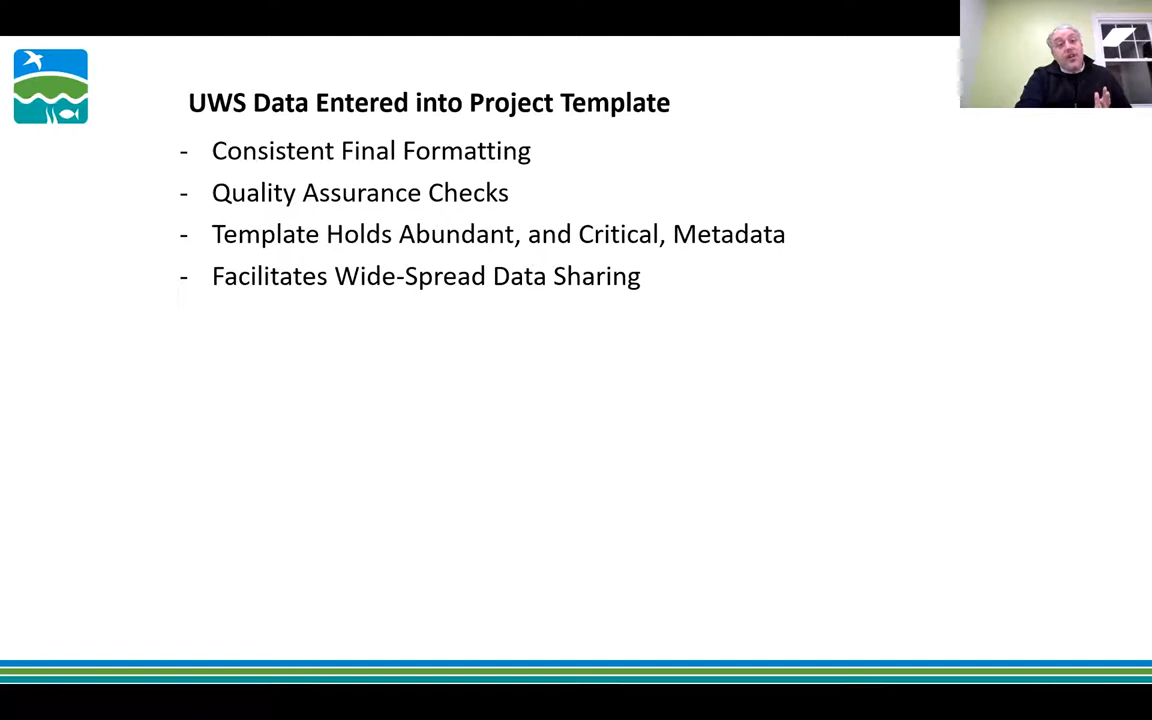 UWS Data Entered into Project Template
- Consistent Final Formatting
- Quality Assurance Checks
- Template Holds Abundant, and Critical, Metadata
- Facilitates Wide-Spread Data Sharing